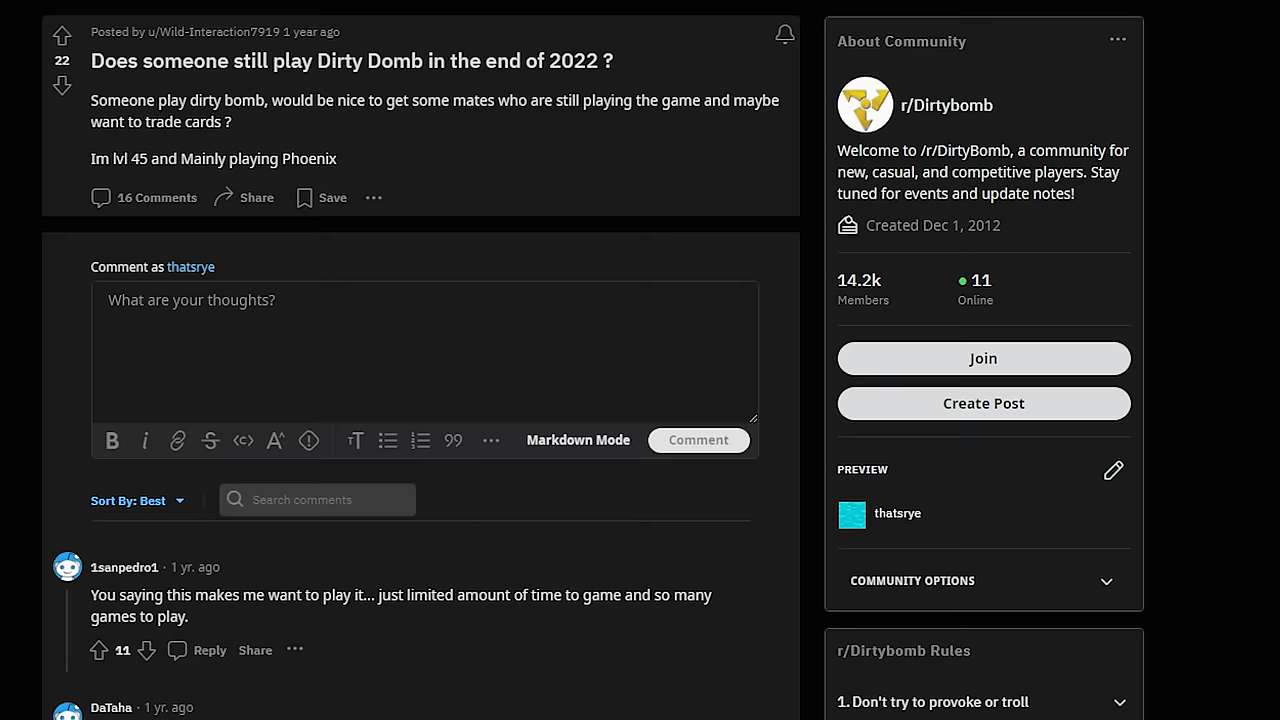 Posted by u/Wild-Interaction7919 1 year ago
22
Does someone still play Dirty Domb in the end of 2022 ?
Someone play dirty bomb, would be nice to get some mates who are still playing the game and maybe
want to trade cards ?
Im lvl 45 and Mainly playing Phoenix
16 Comments Share Save
Comment as thatsrye
What are your thoughts?
Markdown Mode Comment
Sort By: Best Search comments
1sanpedro1 · 1 yr. ago
You saying this makes me want to play it... just limited amount of time to game and so many
games to play.
11 Reply Share
DaTaha · 1 yr. ago
About Community
r/Dirtybomb
Welcome to /r/DirtyBomb, a community for
new, casual, and competitive players. Stay
tuned for events and update notes!
Created Dec 1, 2012
14.2k 11
Members Online
Join
Create Post
PREVIEW
thatsrye
COMMUNITY OPTIONS
r/Dirtybomb Rules
1. Don't try to provoke or troll